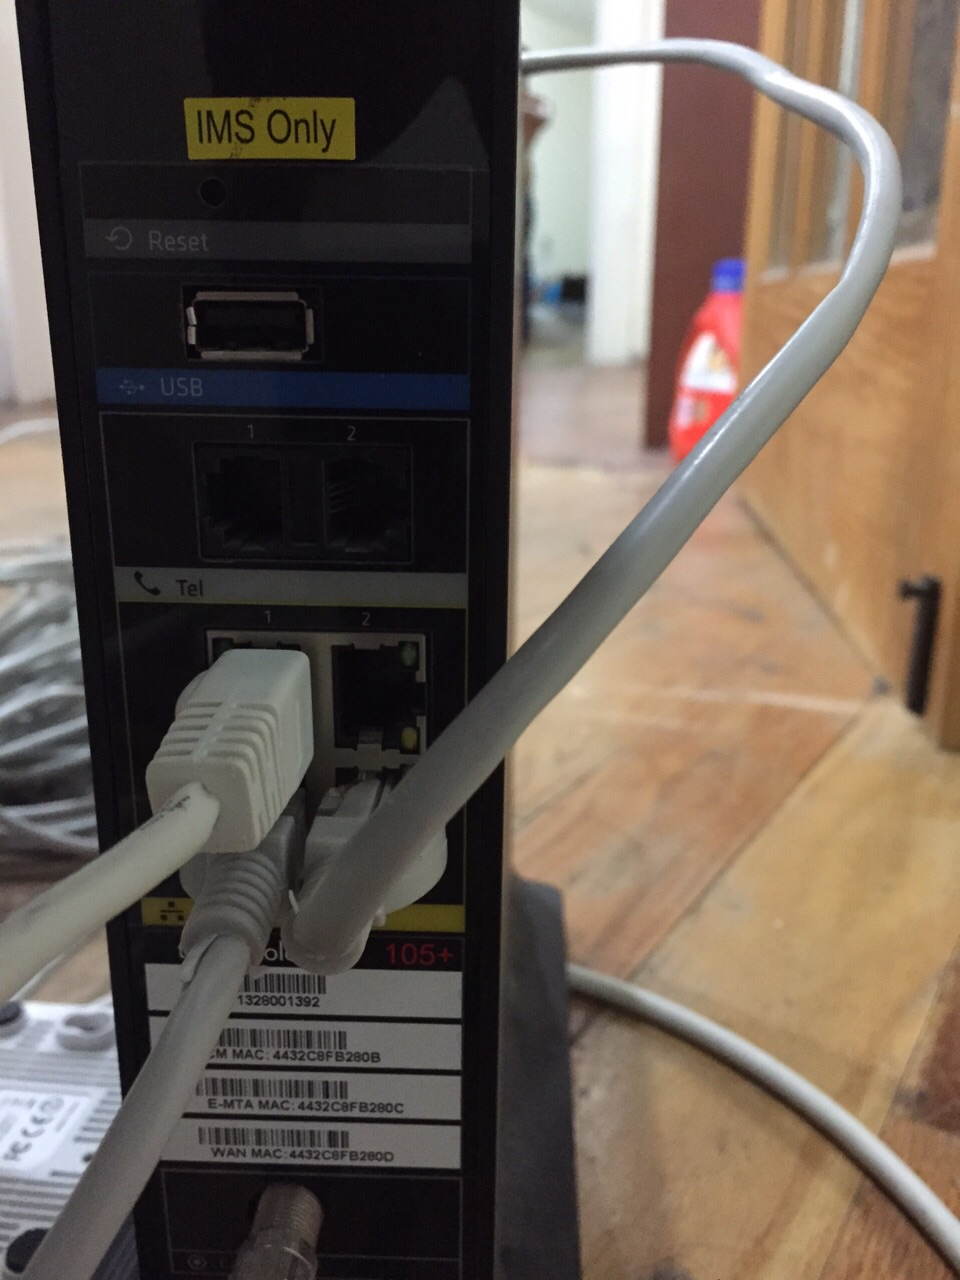 IMS Only
Reset
USB
1 2
Tel
1 2
105+
1328001392
CM MAC: 4432C8FB280B
E-MTA MAC: 4432C8FB280C
WAN MAC: 4432C8FB280D